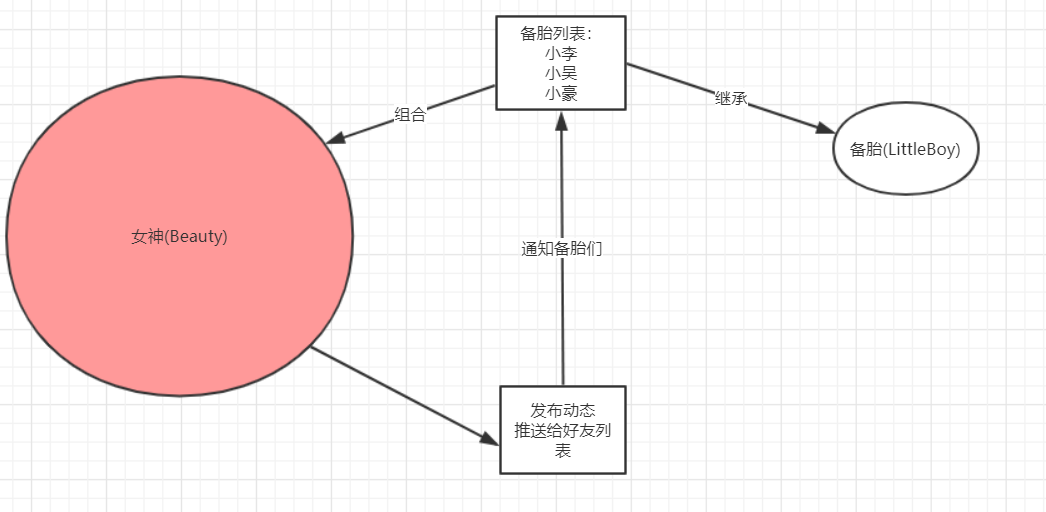 备胎列表：
小李
小昊
小豪
组合
继承
备胎(LittleBoy)
女神(Beauty)
通知备胎们
发布动态
推送给好友列
表